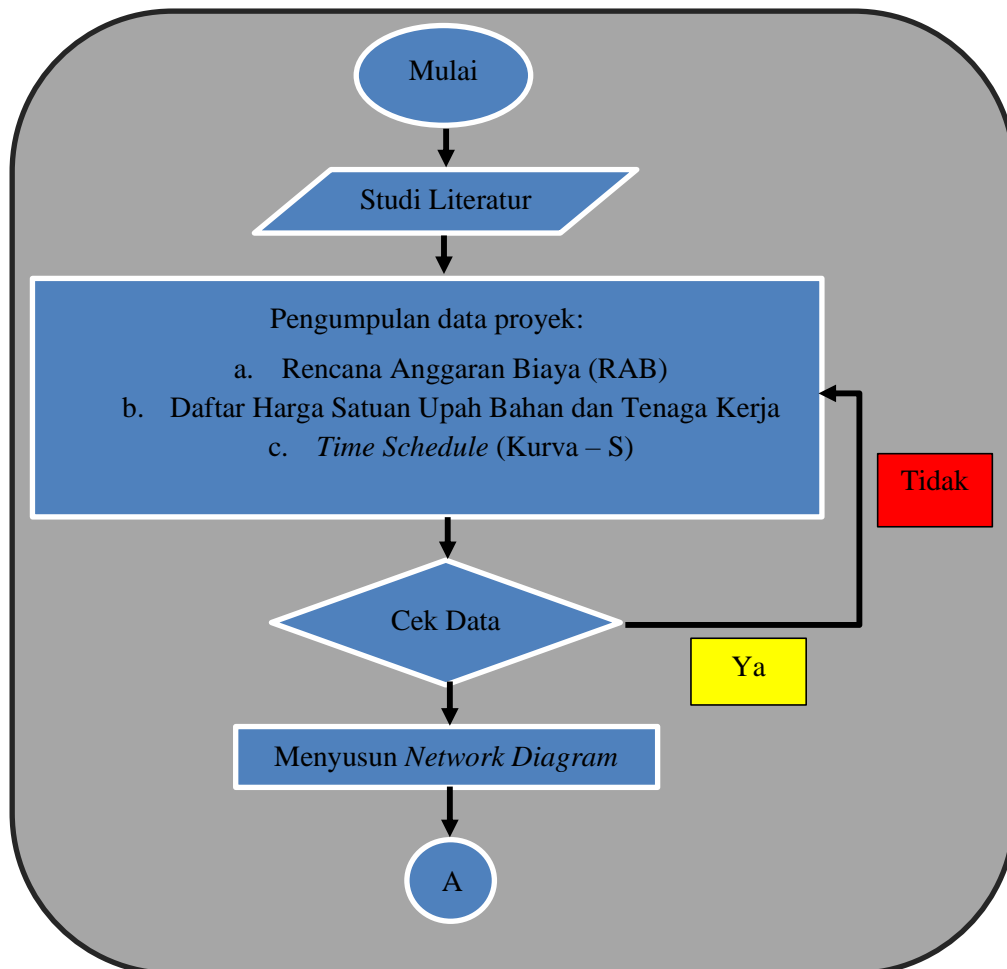 Mulai
Studi Literatur
Pengumpulan data proyek:
a. Rencana Anggaran Biaya (RAB)
b. Daftar Harga Satuan Upah Bahan dan Tenaga Kerja
c. Time Schedule (Kurva – S)
Tidak
Cek Data
Ya
Menyusun Network Diagram
A